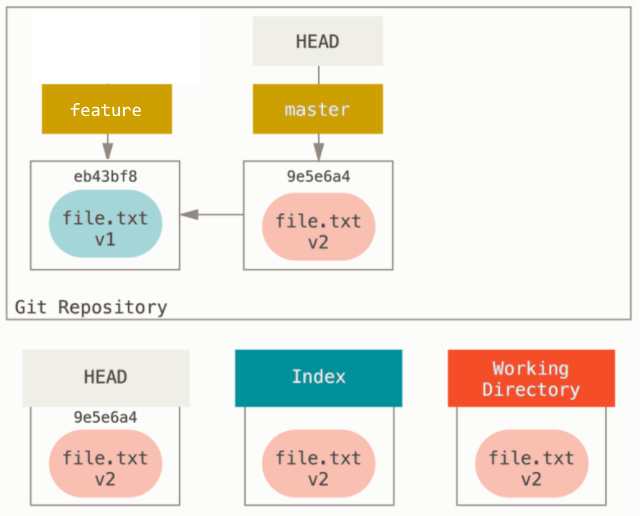 HEAD
feature
master
eb43bf8
9e5e6a4
file.txt
v1
file.txt
v2
Git Repository
HEAD
Index
Working
Directory
9e5e6a4
file.txt
v2
file.txt
v2
file.txt
v2